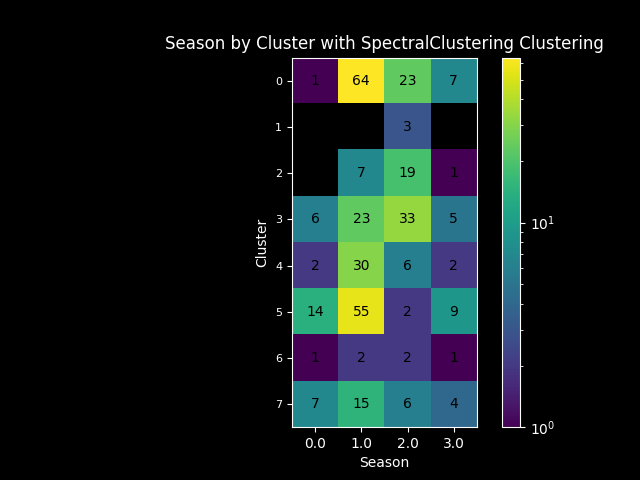 Season by Cluster with SpectralClustering Clustering
0 1 64 23 7
1 3
2 7 19 1
3 6 23 33 5
4 2 30 6 2
5 14 55 2 9
6 1 2 2 1
7 7 15 6 4
Cluster
0.0 1.0 2.0 3.0
Season
10¹
10⁰